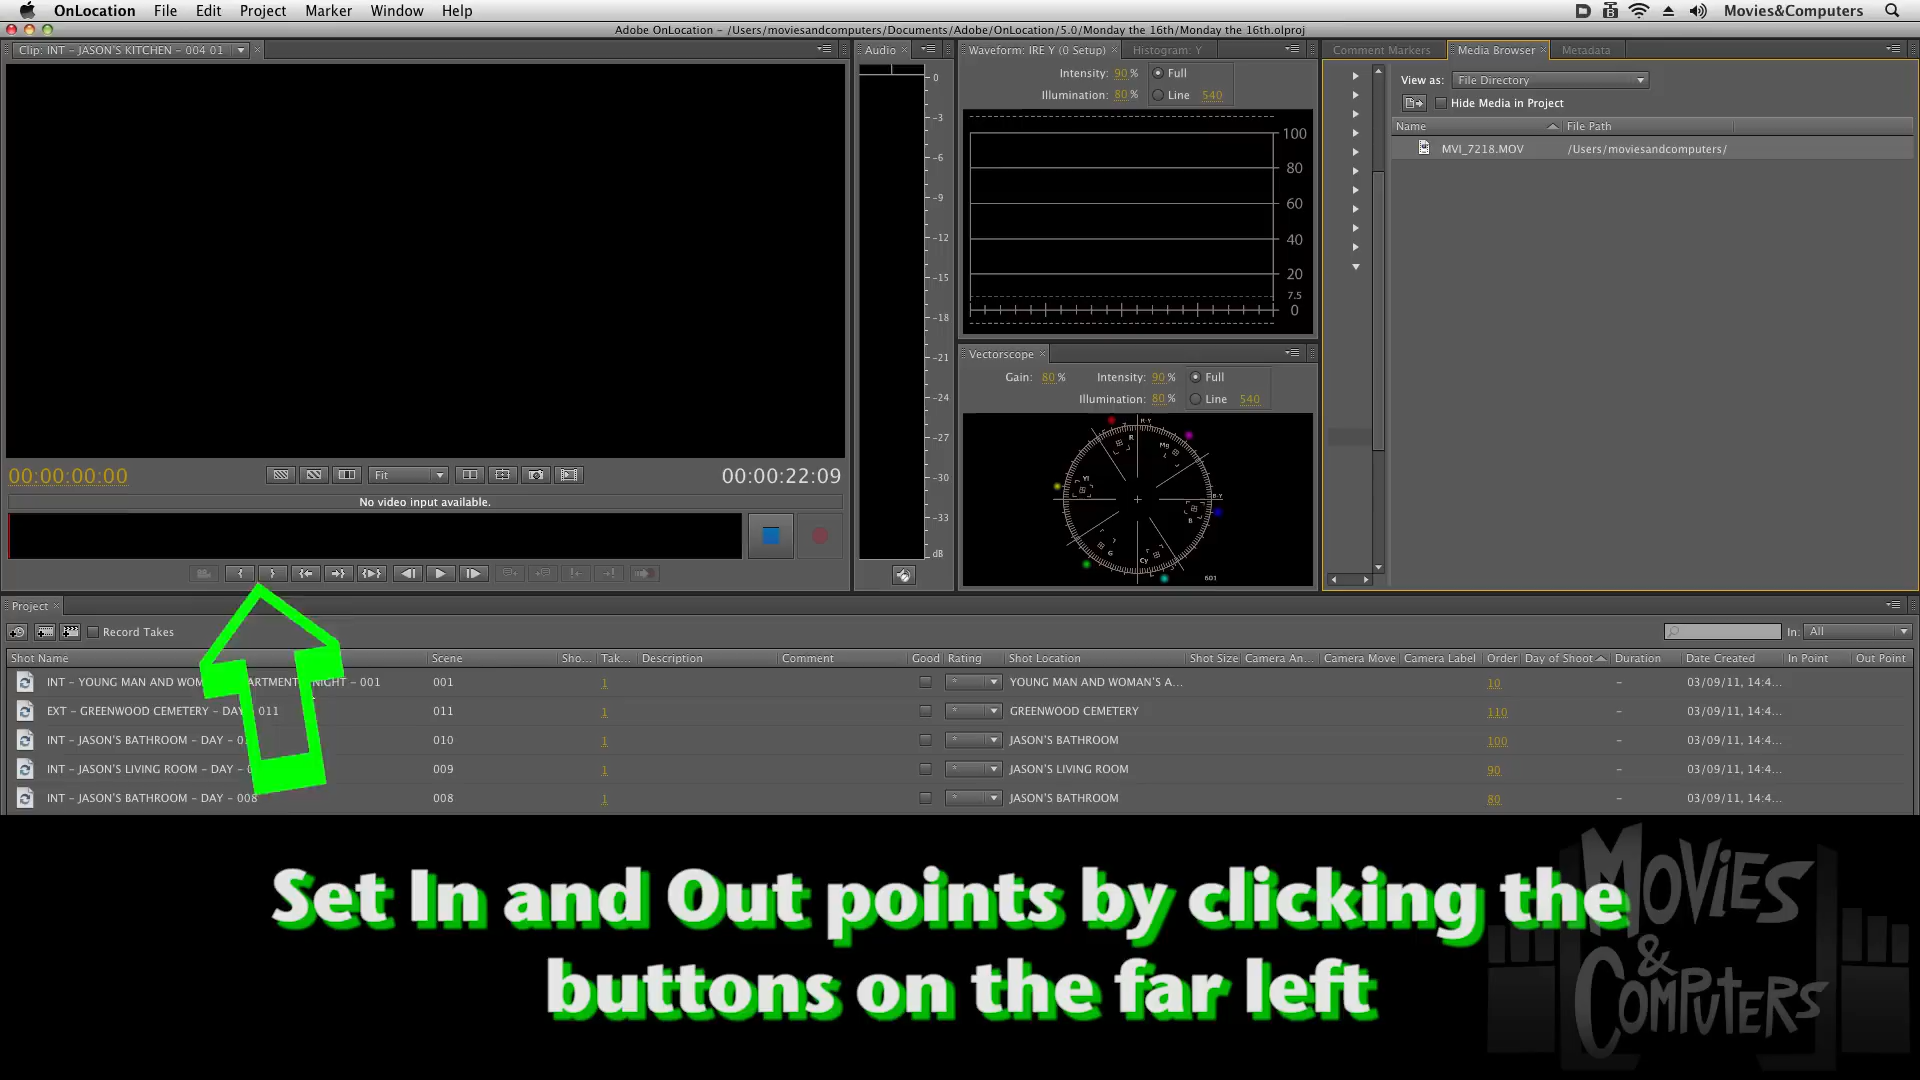 OnLocation File Edit Project Marker Window Help Movies&Computers
Adobe OnLocation – /Users/moviesandcomputers/Documents/Adobe/OnLocation/5.0/Monday the 16th/Monday the 16th.olproj
Clip: INT – JASON'S KITCHEN – 004 01
Audio
Waveform: IRE Y (0 Setup)
Histogram: Y
Comment Markers
Media Browser
Metadata
Intensity: 90 % Full
Illumination: 80 % Line 540
View as: File Directory
Hide Media in Project
Name File Path
MVI_7218.MOV /Users/moviesandcomputers/
100
80
60
40
20
7.5
0
0
-3
-6
-9
-12
-15
-18
-21
-24
-27
-30
-33
dB
Vectorscope
Gain: 80 % Intensity: 90 % Full
Illumination: 80 % Line 540
R-Y
R
Mg
Yl
B-Y
B
G
Cy
601
00:00:00:00
Fit
00:00:22:09
No video input available.
Project
Record Takes
In: All
Shot Name Scene Sho... Tak... Description Comment Good Rating Shot Location Shot Size Camera An... Camera Move Camera Label Order Day of Shoot Duration Date Created In Point Out Point
INT – YOUNG MAN AND WOM ARTMENT NIGHT – 001 001 1 * YOUNG MAN AND WOMAN'S A... 10 – 03/09/11, 14:4...
EXT – GREENWOOD CEMETERY – DAY 011 011 1 * GREENWOOD CEMETERY 110 – 03/09/11, 14:4...
INT – JASON'S BATHROOM – DAY – 0 010 1 * JASON'S BATHROOM 100 – 03/09/11, 14:4...
INT – JASON'S LIVING ROOM – DAY – 009 1 * JASON'S LIVING ROOM 90 – 03/09/11, 14:4...
INT – JASON'S BATHROOM – DAY – 008 008 1 * JASON'S BATHROOM 80 – 03/09/11, 14:4...
Set In and Out points by clicking the
buttons on the far left
MOVIES
&
COMPUTERS